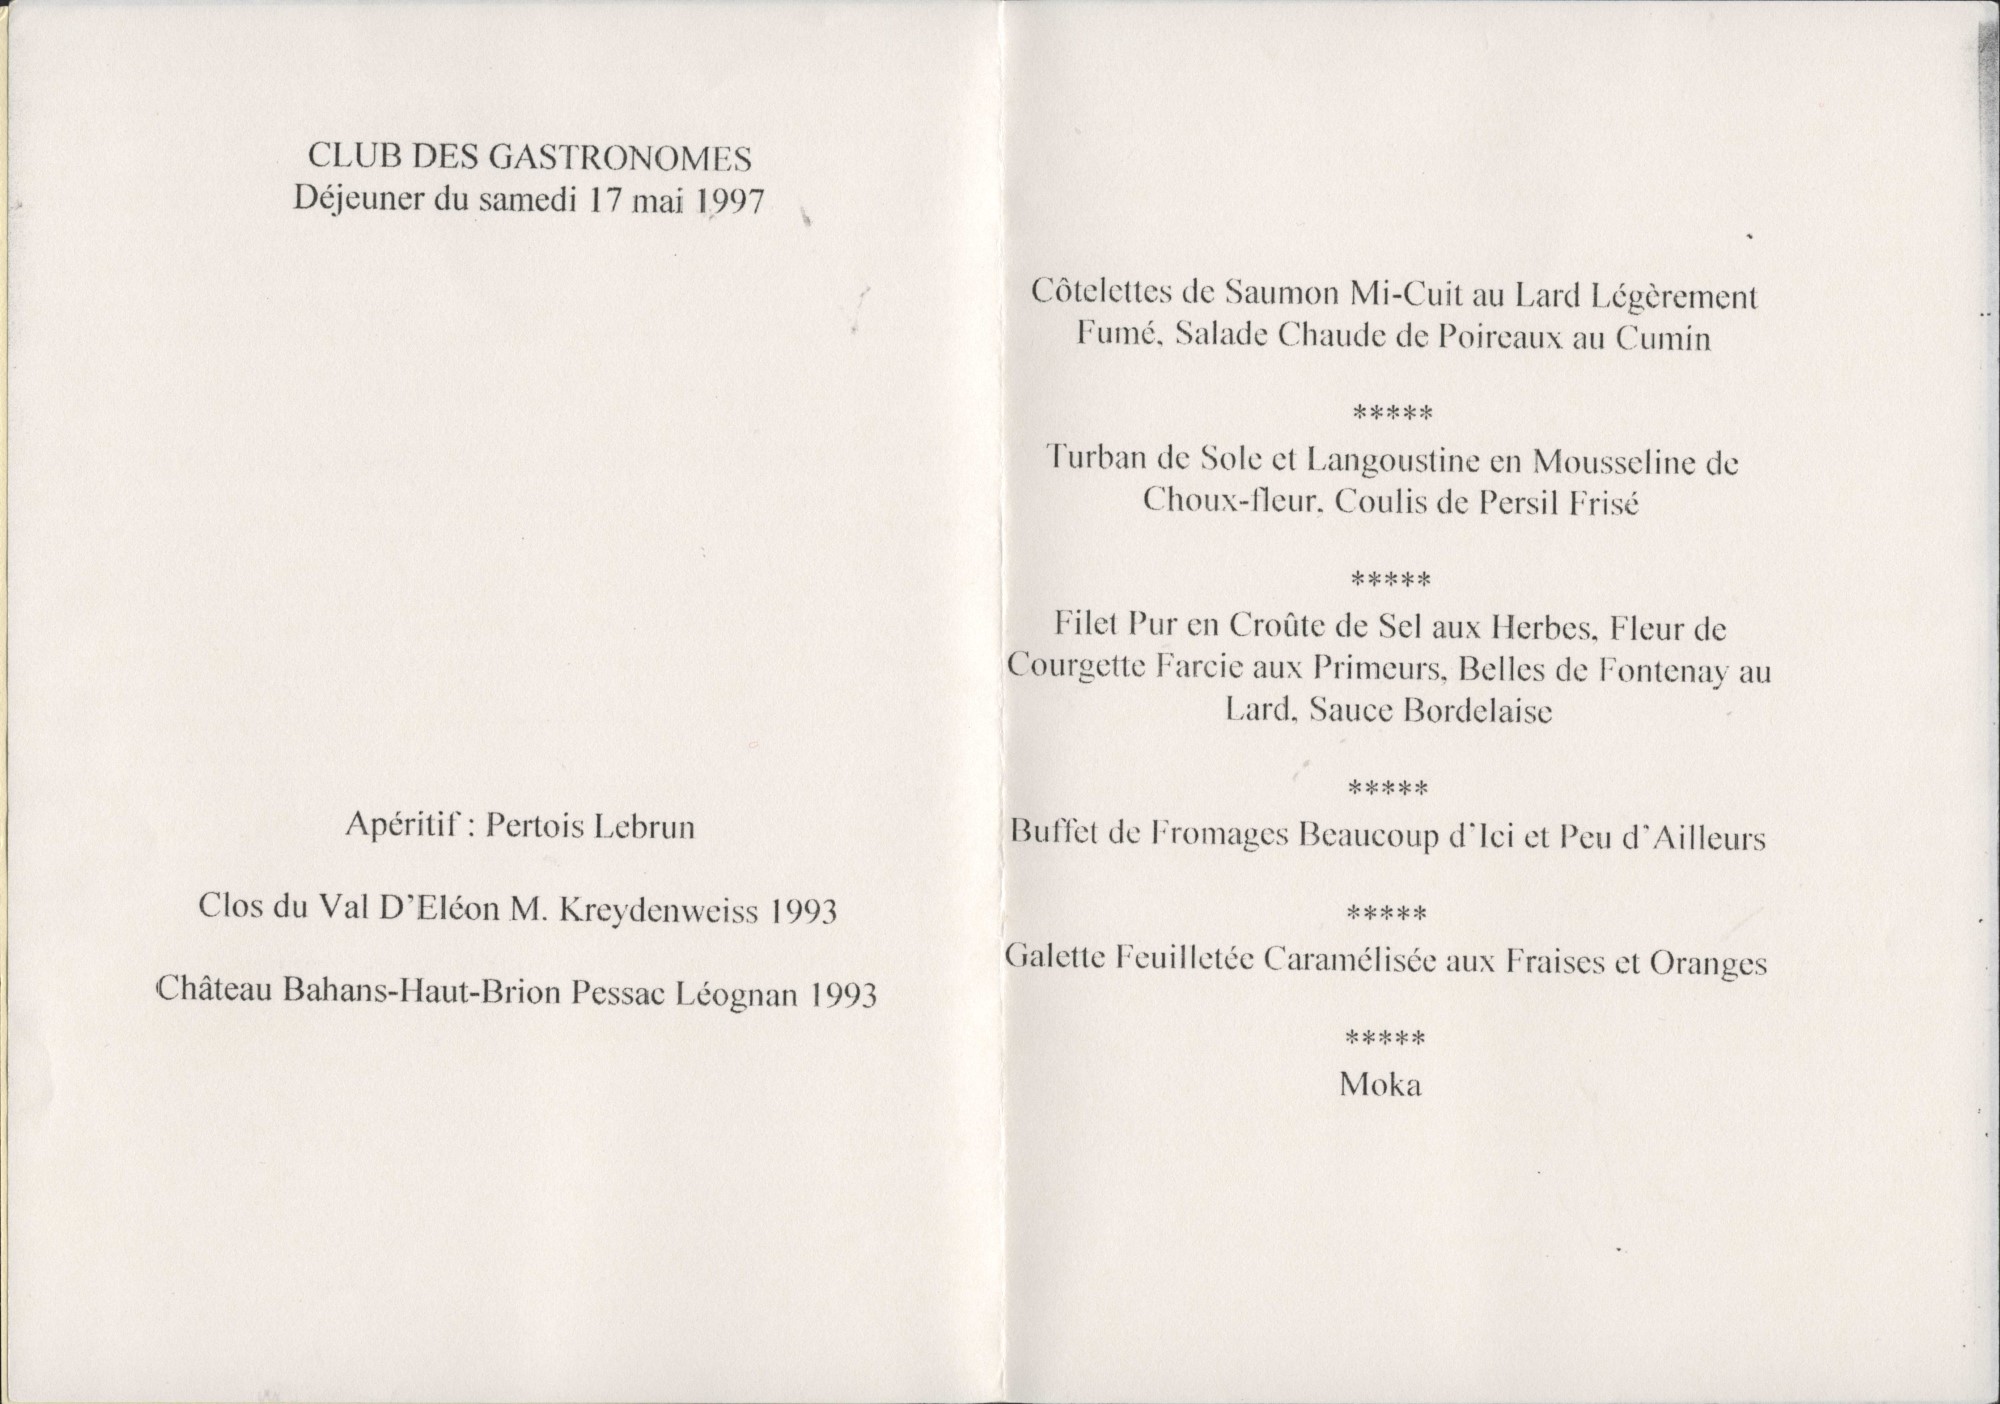 CLUB DES GASTRONOMES
Déjeuner du samedi 17 mai 1997
Apéritif : Pertois Lebrun
Clos du Val D'Eléon M. Kreydenweiss 1993
Château Bahans-Haut-Brion Pessac Léognan 1993
Côtelettes de Saumon Mi-Cuit au Lard Légèrement
Fumé, Salade Chaude de Poireaux au Cumin
*****
Turban de Sole et Langoustine en Mousseline de
Choux-fleur, Coulis de Persil Frisé
*****
Filet Pur en Croûte de Sel aux Herbes, Fleur de
Courgette Farcie aux Primeurs, Belles de Fontenay au
Lard, Sauce Bordelaise
*****
Buffet de Fromages Beaucoup d'Ici et Peu d'Ailleurs
*****
Galette Feuilletée Caramélisée aux Fraises et Oranges
*****
Moka